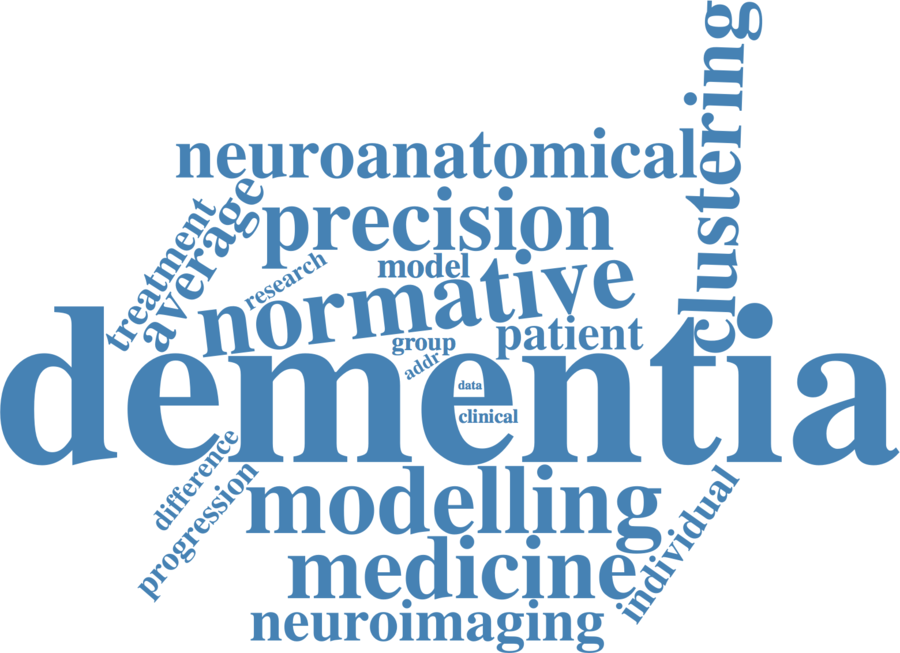 clustering
neuroanatomical
precision
treatment
average
research
model
normative
patient
group
addr
dementia
data
clinical
difference
progression
modelling
individual
medicine
neuroimaging